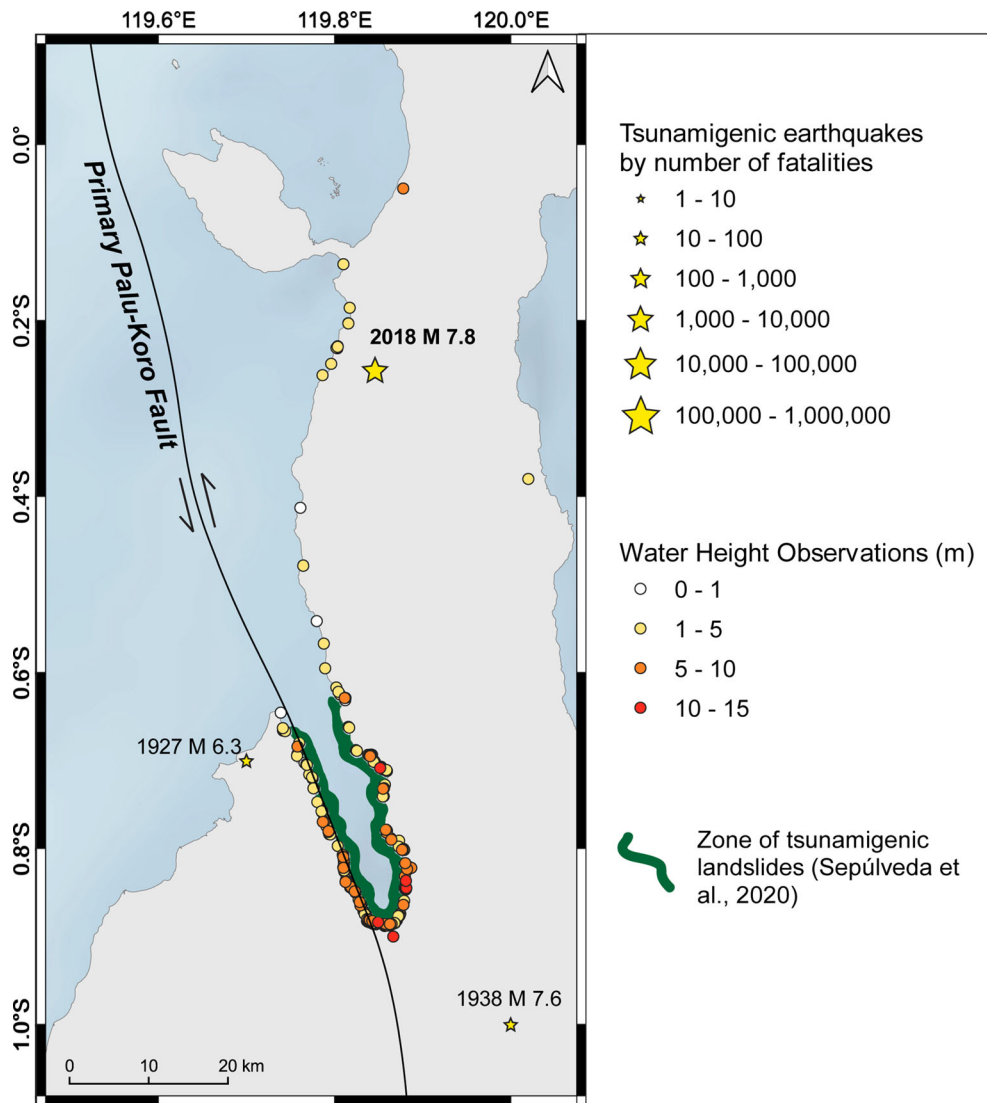 119.6°E
119.8°E
120.0°E
0.0°
0.2°S
0.4°S
0.6°S
0.8°S
1.0°S
Primary Palu-Koro Fault
2018 M 7.8
1927 M 6.3
1938 M 7.6
0 10 20 km
Tsunamigenic earthquakes
by number of fatalities
1 - 10
10 - 100
100 - 1,000
1,000 - 10,000
10,000 - 100,000
100,000 - 1,000,000
Water Height Observations (m)
0 - 1
1 - 5
5 - 10
10 - 15
Zone of tsunamigenic
landslides (Sepúlveda et
al., 2020)